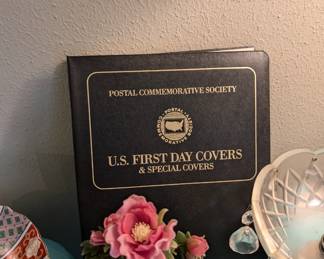 POSTAL COMMEMORATIVE SOCIETY
U.S. FIRST DAY COVERS
& SPECIAL COVERS